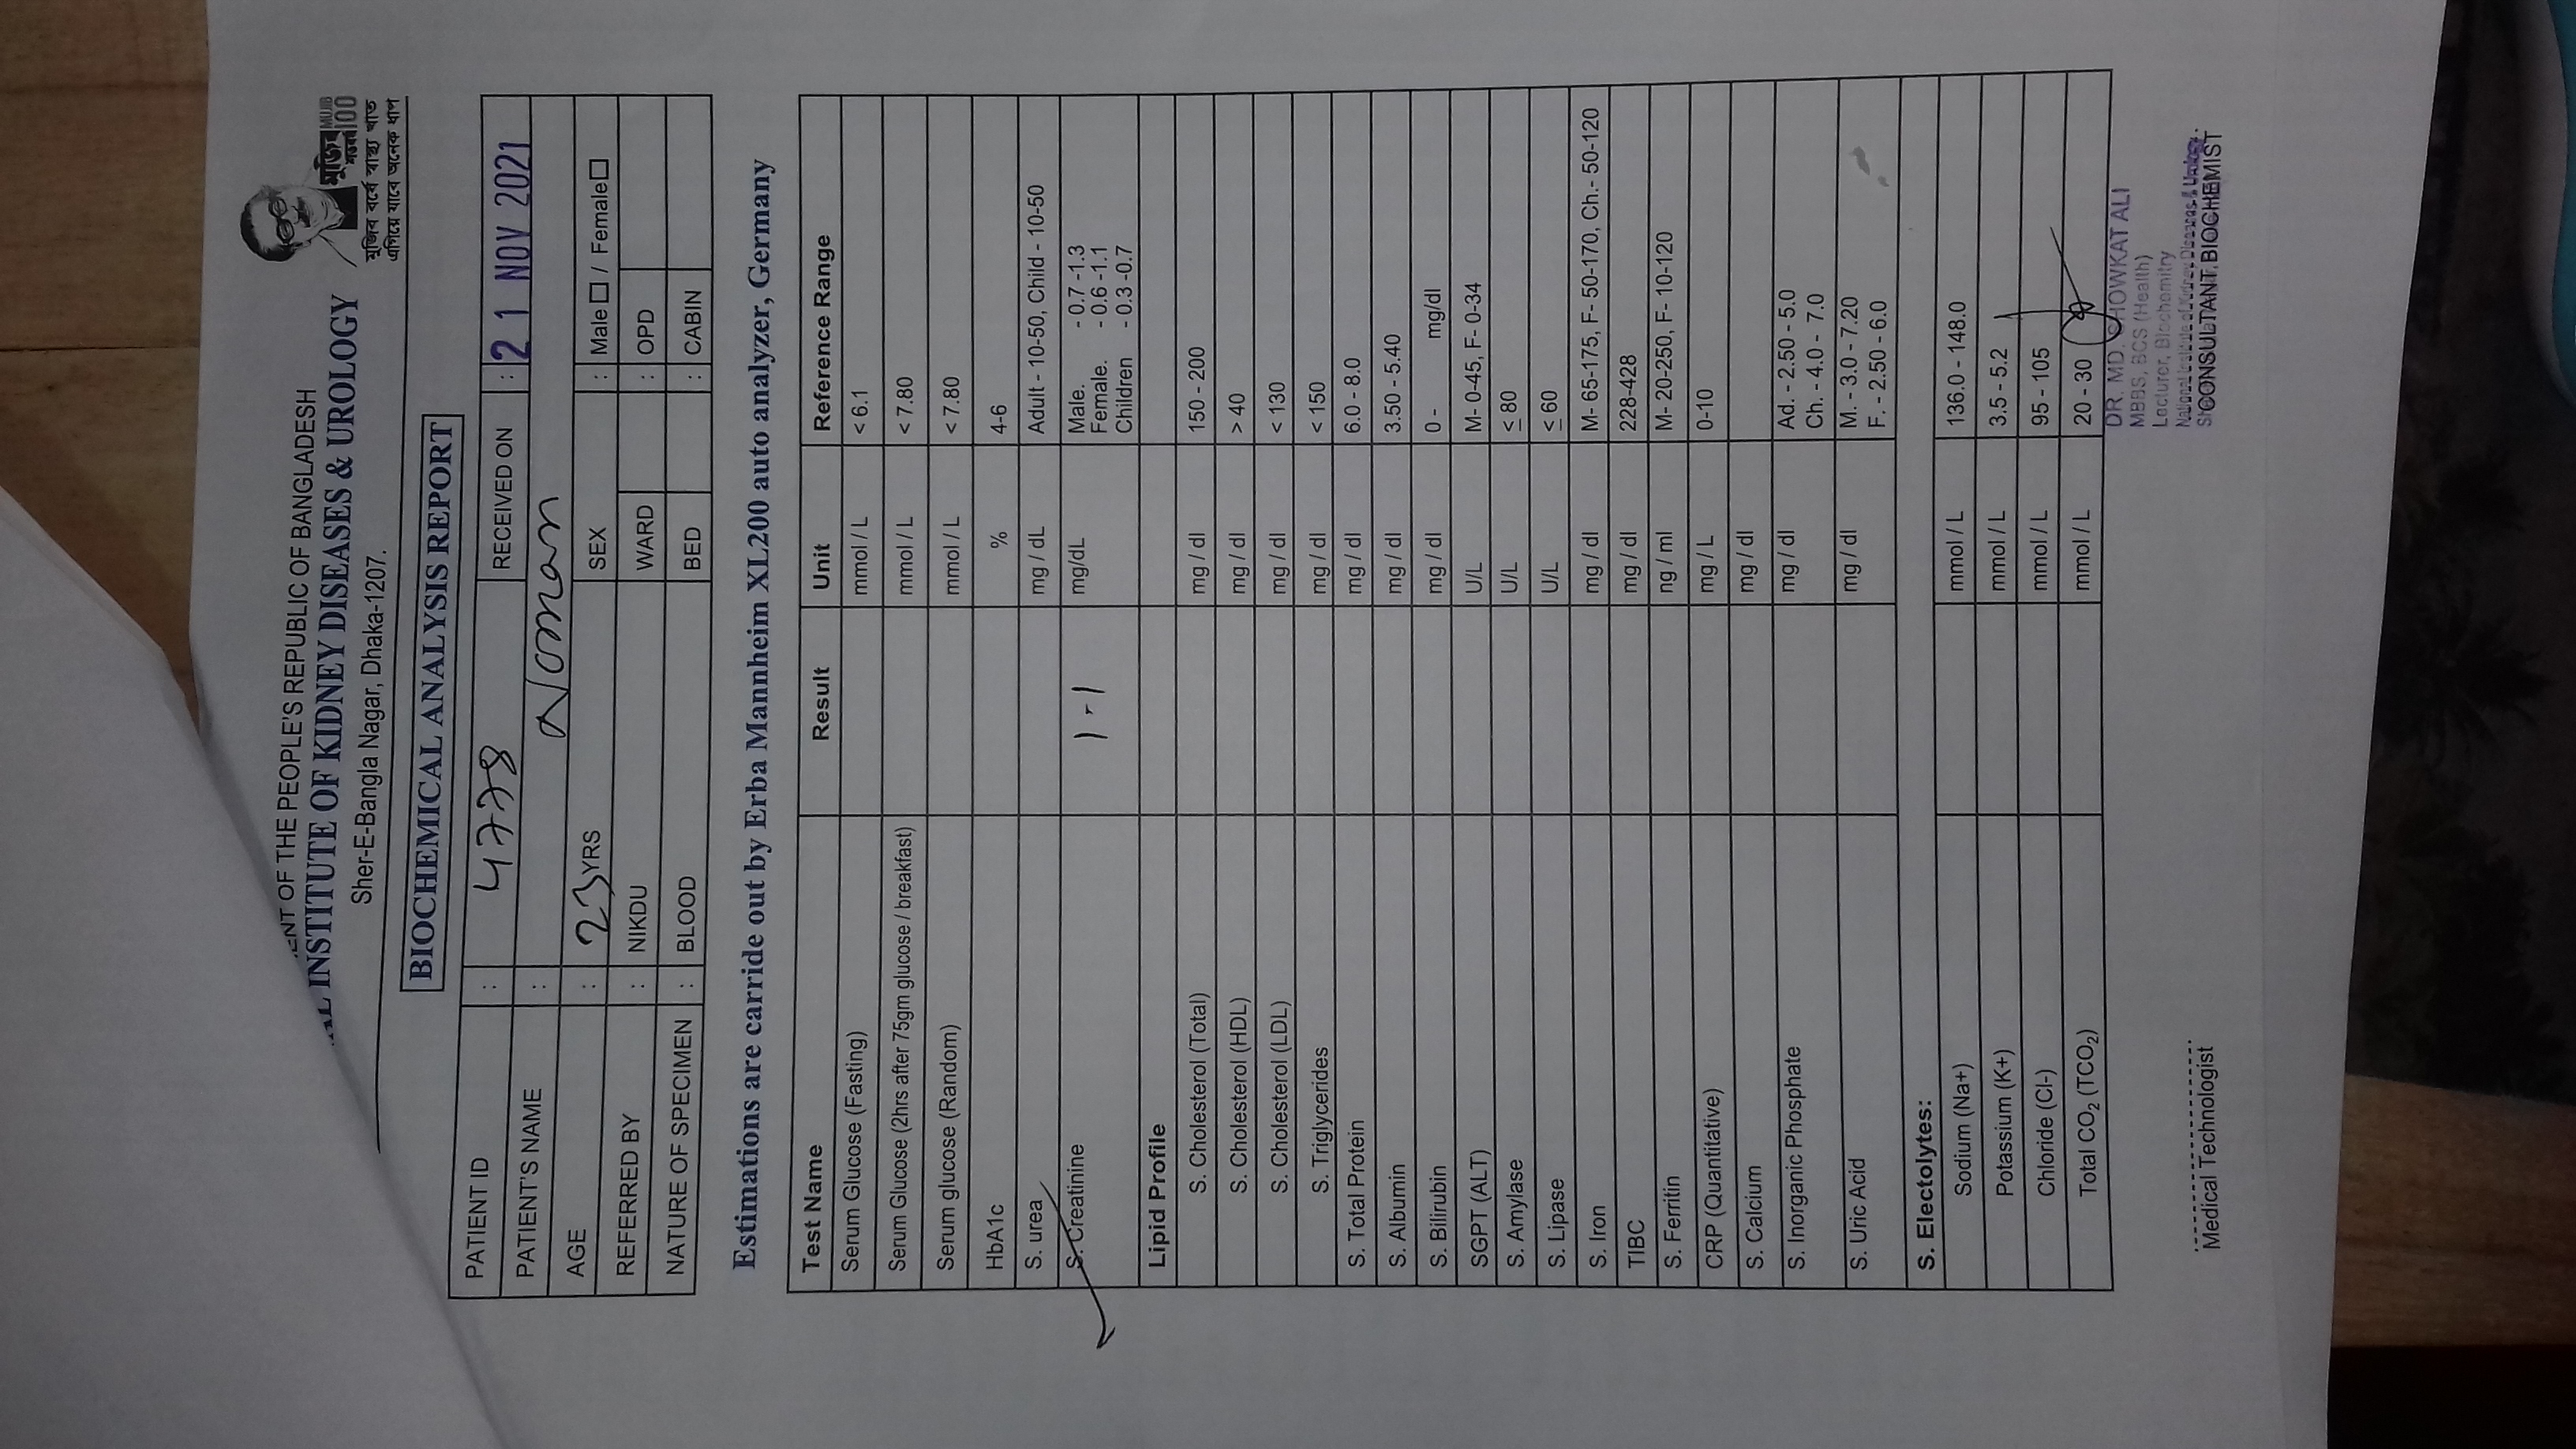 OF THE PEOPLE'S REPUBLIC OF BANGLADESH
INSTITUTE OF KIDNEY DISEASES & UROLOGY
Sher-E-Bangla Nagar, Dhaka-1207.
মুজিব MUJIB
শতবর্ষ 100
মুজিব বর্ষে স্বাস্থ্য খাত
এগিয়ে যাবে অনেক ধাপ
BIOCHEMICAL ANALYSIS REPORT
PATIENT ID : 4778 RECEIVED ON : 21 NOV 2021
PATIENT'S NAME : Noman
AGE : 23 YRS SEX : Male / Female
REFERRED BY : NIKDU WARD : OPD
NATURE OF SPECIMEN : BLOOD BED : CABIN
Estimations are carride out by Erba Mannheim XL200 auto analyzer, Germany
Test Name Result Unit Reference Range
Serum Glucose (Fasting) mmol / L < 6.1
Serum Glucose (2hrs after 75gm glucose / breakfast) mmol / L < 7.80
Serum glucose (Random) mmol / L < 7.80
HbA1c % 4-6
S. urea mg / dL Adult - 10-50, Child - 10-50
S. Creatinine 1-1 mg/dL Male. - 0.7 -1.3
Female. - 0.6 -1.1
Children - 0.3 -0.7
Lipid Profile
S. Cholesterol (Total) mg / dl 150 - 200
S. Cholesterol (HDL) mg / dl > 40
S. Cholesterol (LDL) mg / dl < 130
S. Triglycerides mg / dl < 150
S. Total Protein mg / dl 6.0 - 8.0
S. Albumin mg / dl 3.50 - 5.40
S. Bilirubin mg / dl 0 - mg/dl
SGPT (ALT) U/L M- 0-45, F- 0-34
S. Amylase U/L ≤ 80
S. Lipase U/L ≤ 60
S. Iron mg / dl M- 65-175, F- 50-170, Ch.- 50-120
TIBC mg / dl 228-428
S. Ferritin ng / ml M- 20-250, F- 10-120
CRP (Quantitative) mg / L 0-10
S. Calcium mg / dl
S. Inorganic Phosphate mg / dl Ad. - 2.50 - 5.0
Ch. - 4.0 - 7.0
S. Uric Acid mg / dl M. - 3.0 - 7.20
F. - 2.50 - 6.0
S. Electolytes:
Sodium (Na+) mmol / L 136.0 - 148.0
Potassium (K+) mmol / L 3.5 - 5.2
Chloride (Cl-) mmol / L 95 - 105
Total CO₂ (TCO₂) mmol / L 20 - 30
DR. MD. SHOWKAT ALI
MBBS, BCS (Health)
Lecturer, Biochemitry
National Institute of Kidney Diseases & Urology
Medical Technologist CONSULTANT BIOCHEMIST